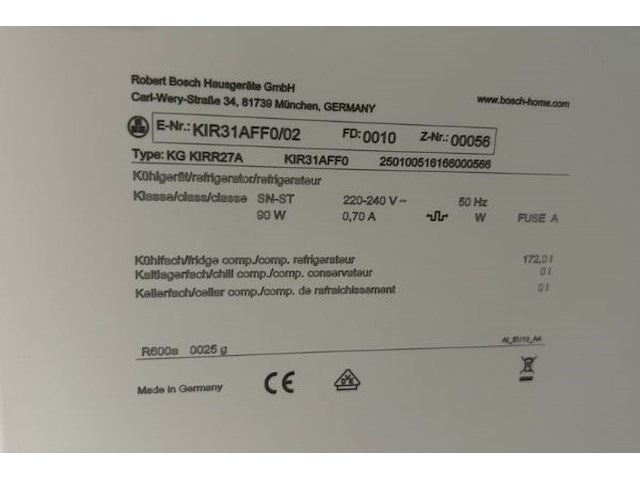 Robert Bosch Hausgeräte GmbH
Carl-Wery-Straße 34, 81739 München, GERMANY
www.bosch-home.com
E-Nr.: KIR31AFF0/02 FD: 0010 Z-Nr.: 00056
Type: KG KIRR27A KIR31AFF0 250100516166000566
Kühlgerät/refrigerator/refrigerateur
Klasse/class/classe SN-ST 220-240 V~ 50 Hz
90 W 0,70 A W FUSE A
Kühlfach/fridge comp./comp. refrigerateur 172,0 l
Kaltlagerfach/chill comp./comp. conservateur 0 l
Kellerfach/cellar comp./comp. de rafraichissement 0 l
R600a 0025 g
Made in Germany CE